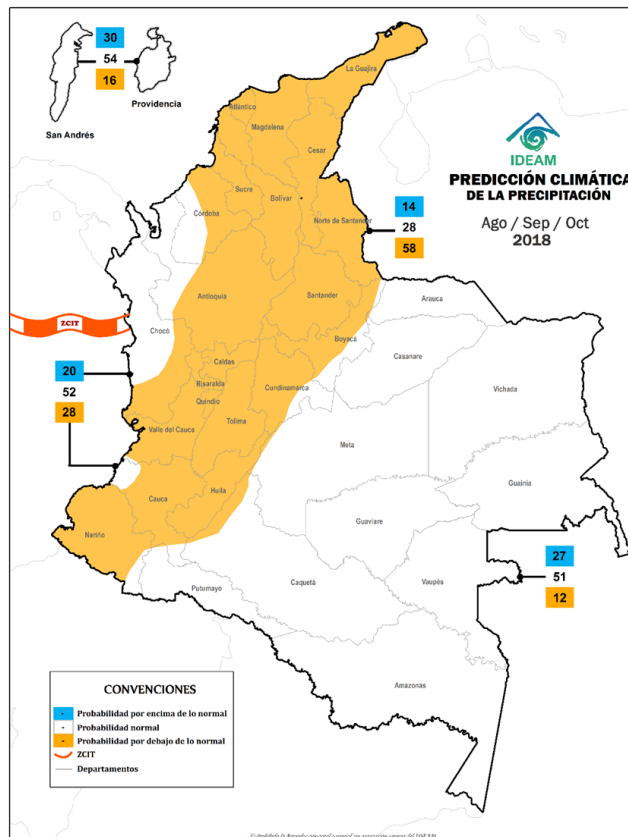 30
54
16
San Andrés
Providencia
La Guajira
Atlántico
Magdalena
Cesar
IDEAM
PREDICCIÓN CLIMÁTICA
DE LA PRECIPITACIÓN
Ago / Sep / Oct
2018
Sucre
Bolívar
Córdoba
Norte de Santander
14
28
58
Antioquia
Santander
Arauca
ZCIT
Chocó
Boyacá
Casanare
Caldas
Risaralda
Cundinamarca
Vichada
20
52
28
Quindío
Valle del Cauca
Tolima
Meta
Guainía
Cauca
Huila
Guaviare
Nariño
27
51
12
Putumayo
Caquetá
Vaupés
Amazonas
CONVENCIONES
- Probabilidad por encima de lo normal
- Probabilidad normal
- Probabilidad por debajo de lo normal
ZCIT
Departamentos